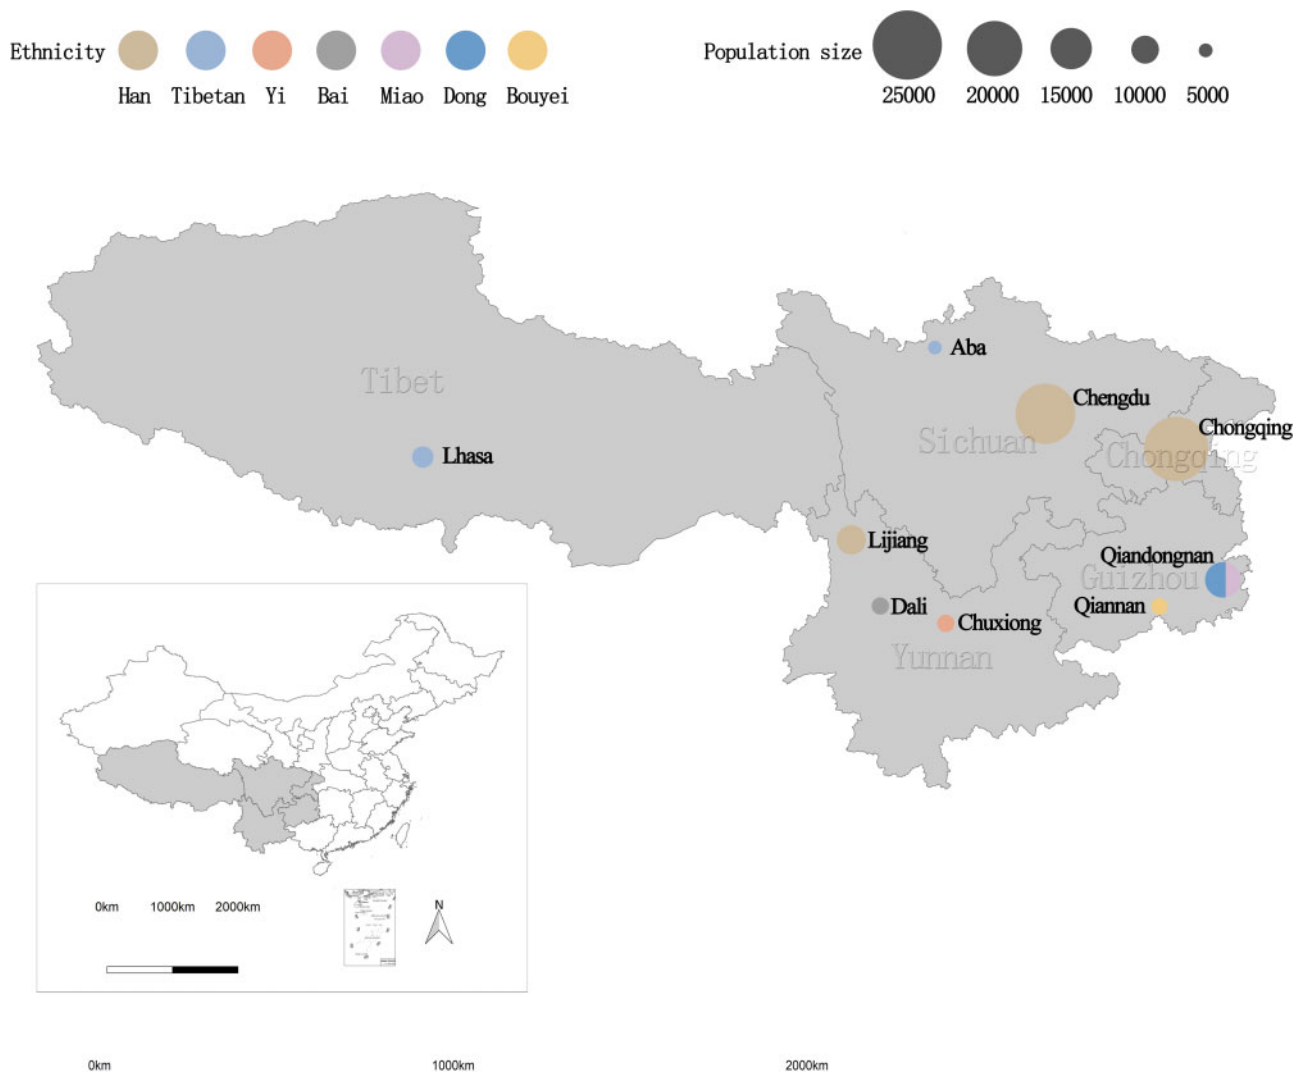 Ethnicity
Han Tibetan Yi Bai Miao Dong Bouyei
Population size
25000 20000 15000 10000 5000
Aba
Tibet
Chengdu
Chongqing
Sichuan
Lhasa
Chongqing
Lijiang
Qiandongnan
Guizhou
Dali
Qiannan
Chuxiong
Yunnan
0km 1000km 2000km
N
0km 1000km 2000km